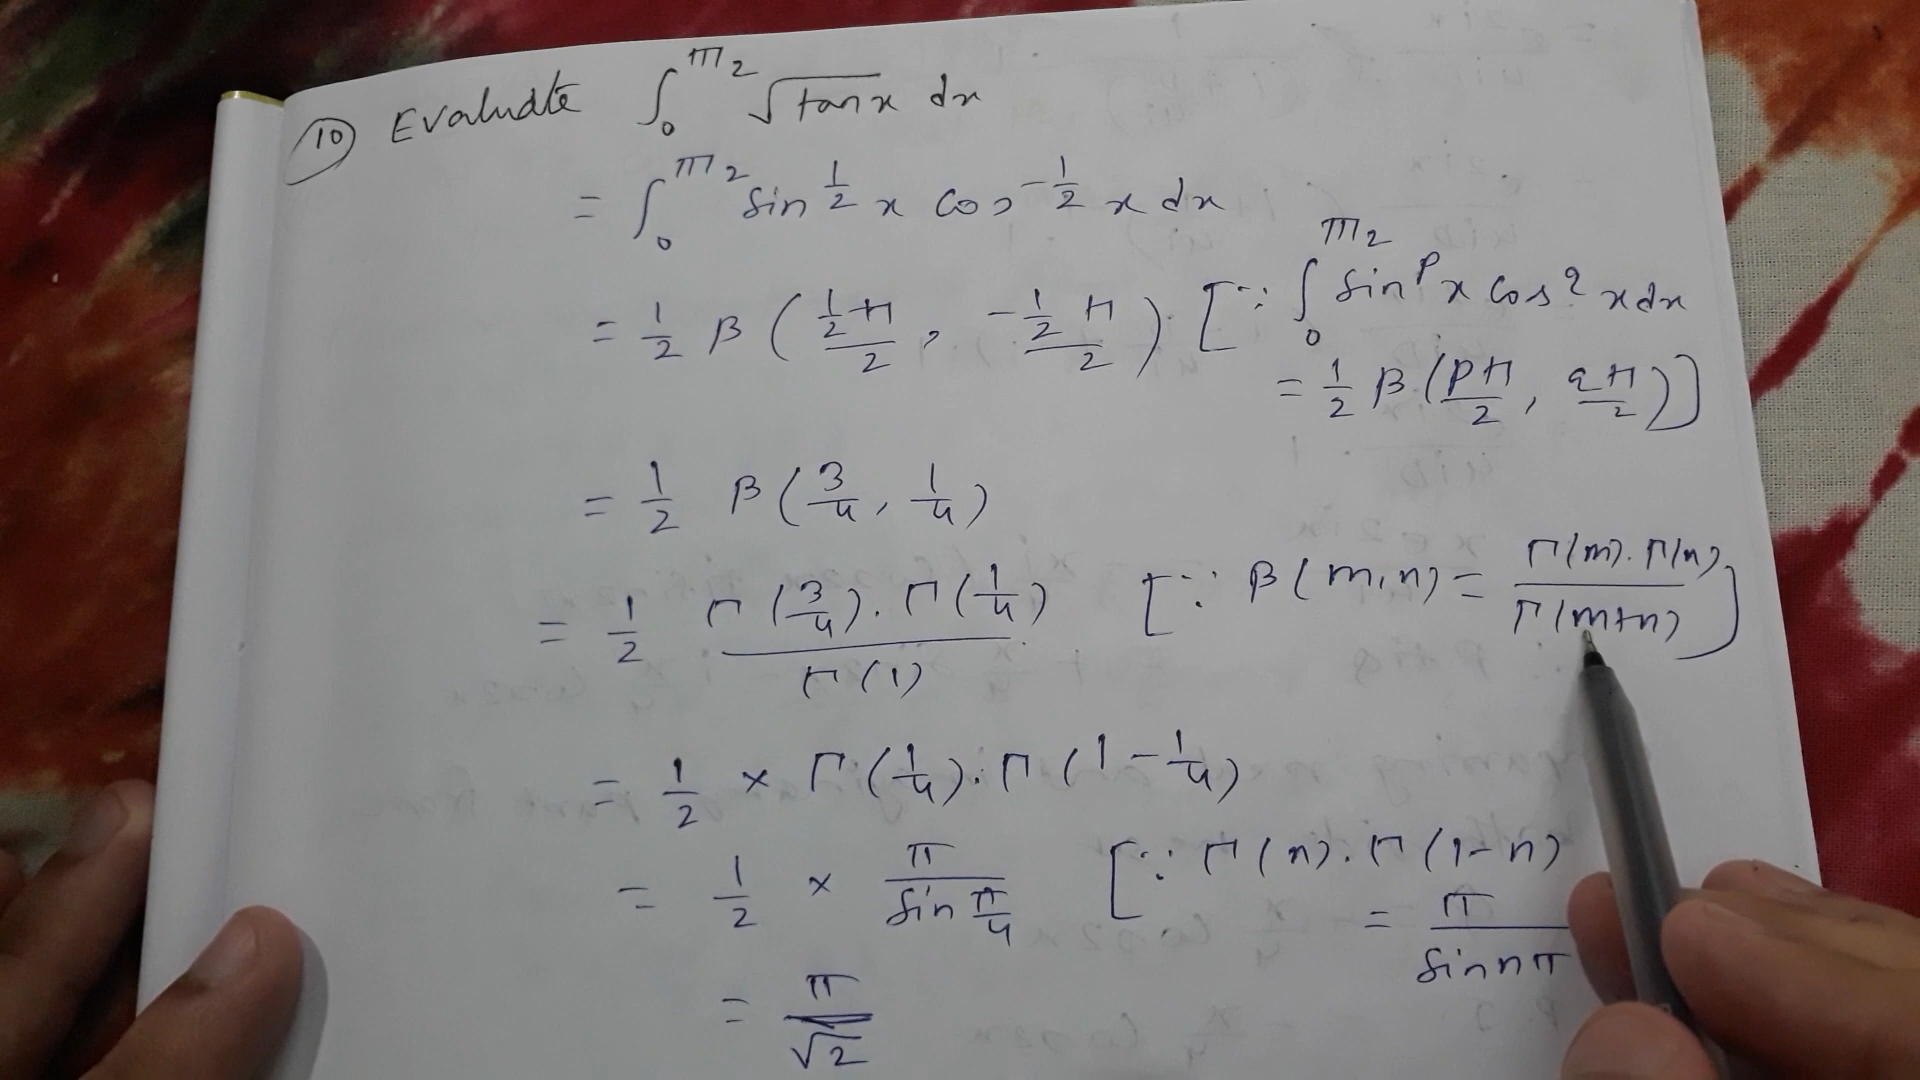 10 Evaluate ∫₀^{π/2} √tanx dx
= ∫₀^{π/2} sin^{1/2} x cos^{-1/2} x dx
= 1/2 β ( (1/2+1)/2 , (-1/2+1)/2 ) [∵ ∫₀^{π/2} sin^p x cos^q x dx
= 1/2 β (p+1/2, q+1/2)]
= 1/2 β (3/4, 1/4)
= 1/2 Γ(3/4).Γ(1/4) / Γ(1) [∵ β(m,n) = Γ(m).Γ(n) / Γ(m+n)]
= 1/2 × Γ(1/4).Γ(1-1/4)
= 1/2 × π / sin π/4 [∵ Γ(n).Γ(1-n)
= π / sin nπ
= π/√2